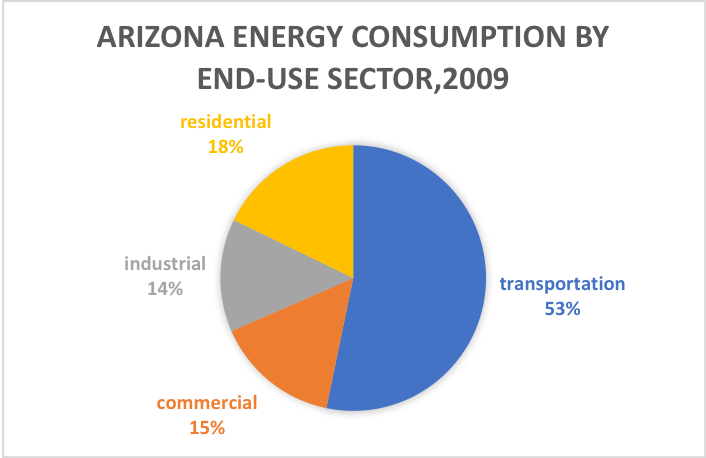 ARIZONA ENERGY CONSUMPTION BY
END-USE SECTOR,2009
residential
18%
industrial
14%
transportation
53%
commercial
15%